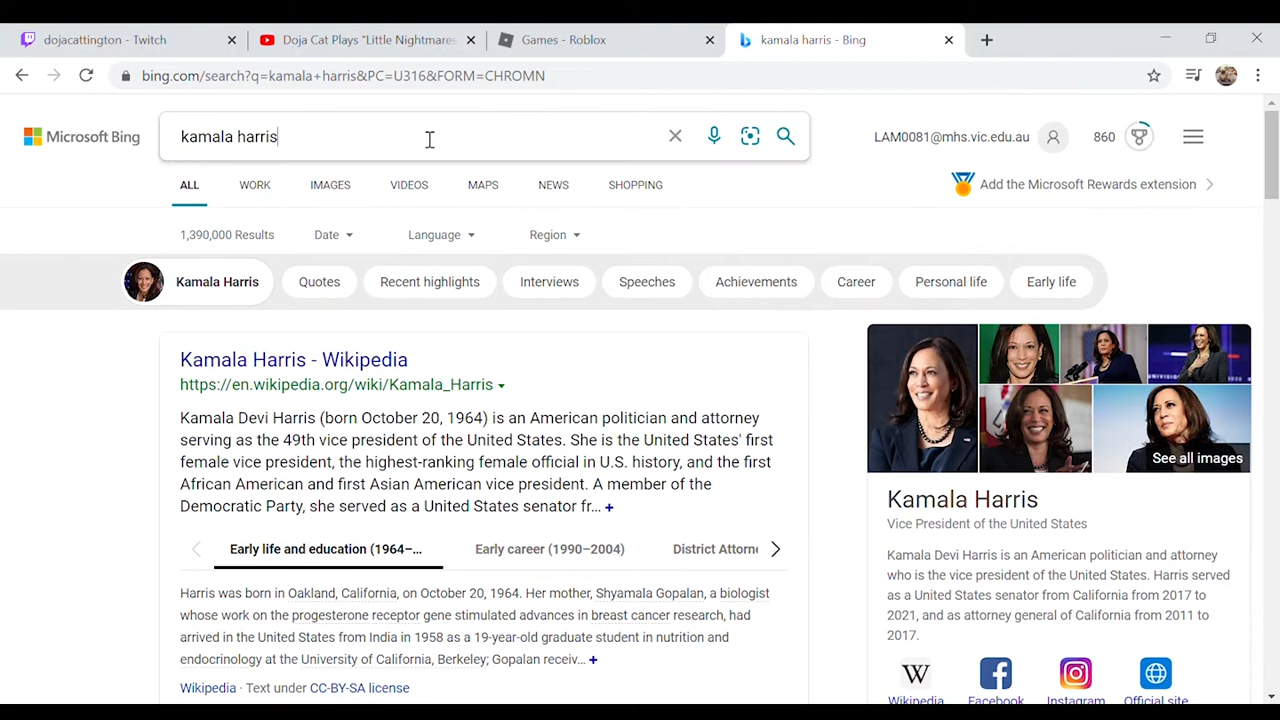 dojacattington - Twitch
Doja Cat Plays "Little Nightmares
Games - Roblox
kamala harris - Bing
bing.com/search?q=kamala+harris&PC=U316&FORM=CHROMN
Microsoft Bing
kamala harris
LAM0081@mhs.vic.edu.au
860
ALL
WORK
IMAGES
VIDEOS
MAPS
NEWS
SHOPPING
Add the Microsoft Rewards extension
1,390,000 Results
Date
Language
Region
Kamala Harris
Quotes
Recent highlights
Interviews
Speeches
Achievements
Career
Personal life
Early life
Kamala Harris - Wikipedia
https://en.wikipedia.org/wiki/Kamala_Harris
Kamala Devi Harris (born October 20, 1964) is an American politician and attorney
serving as the 49th vice president of the United States. She is the United States' first
female vice president, the highest-ranking female official in U.S. history, and the first
African American and first Asian American vice president. A member of the
Democratic Party, she served as a United States senator fr... +
Early life and education (1964–...
Early career (1990–2004)
District Attorne
Harris was born in Oakland, California, on October 20, 1964. Her mother, Shyamala Gopalan, a biologist
whose work on the progesterone receptor gene stimulated advances in breast cancer research, had
arrived in the United States from India in 1958 as a 19-year-old graduate student in nutrition and
endocrinology at the University of California, Berkeley; Gopalan receiv... +
Wikipedia · Text under CC-BY-SA license
See all images
Kamala Harris
Vice President of the United States
Kamala Devi Harris is an American politician and attorney
who is the vice president of the United States. Harris served
as a United States senator from California from 2017 to
2021, and as attorney general of California from 2011 to
2017.
W
Wikipedia
Facebook
Instagram
Official site